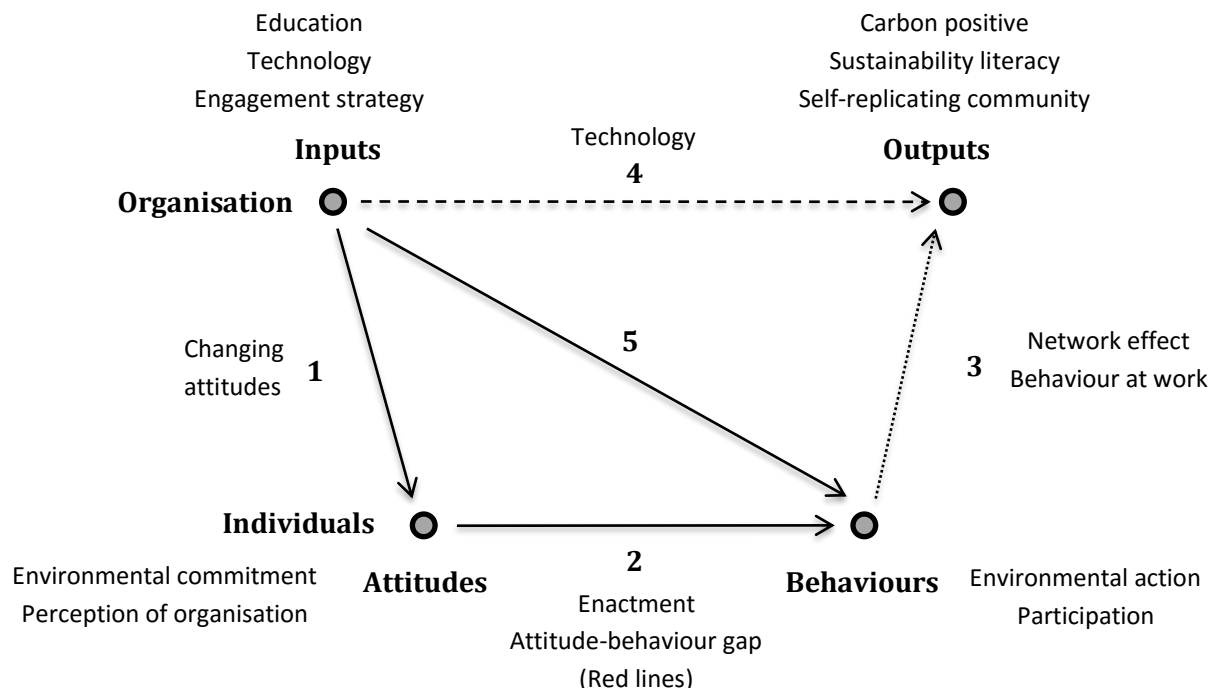 Education
Technology
Engagement strategy
Inputs
Carbon positive
Sustainability literacy
Self-replicating community
Outputs
Technology
4
Organisation
Changing
attitudes
1
5
3
Network effect
Behaviour at work
Individuals
Environmental commitment
Perception of organisation
Attitudes
2
Enactment
Attitude-behaviour gap
(Red lines)
Behaviours
Environmental action
Participation